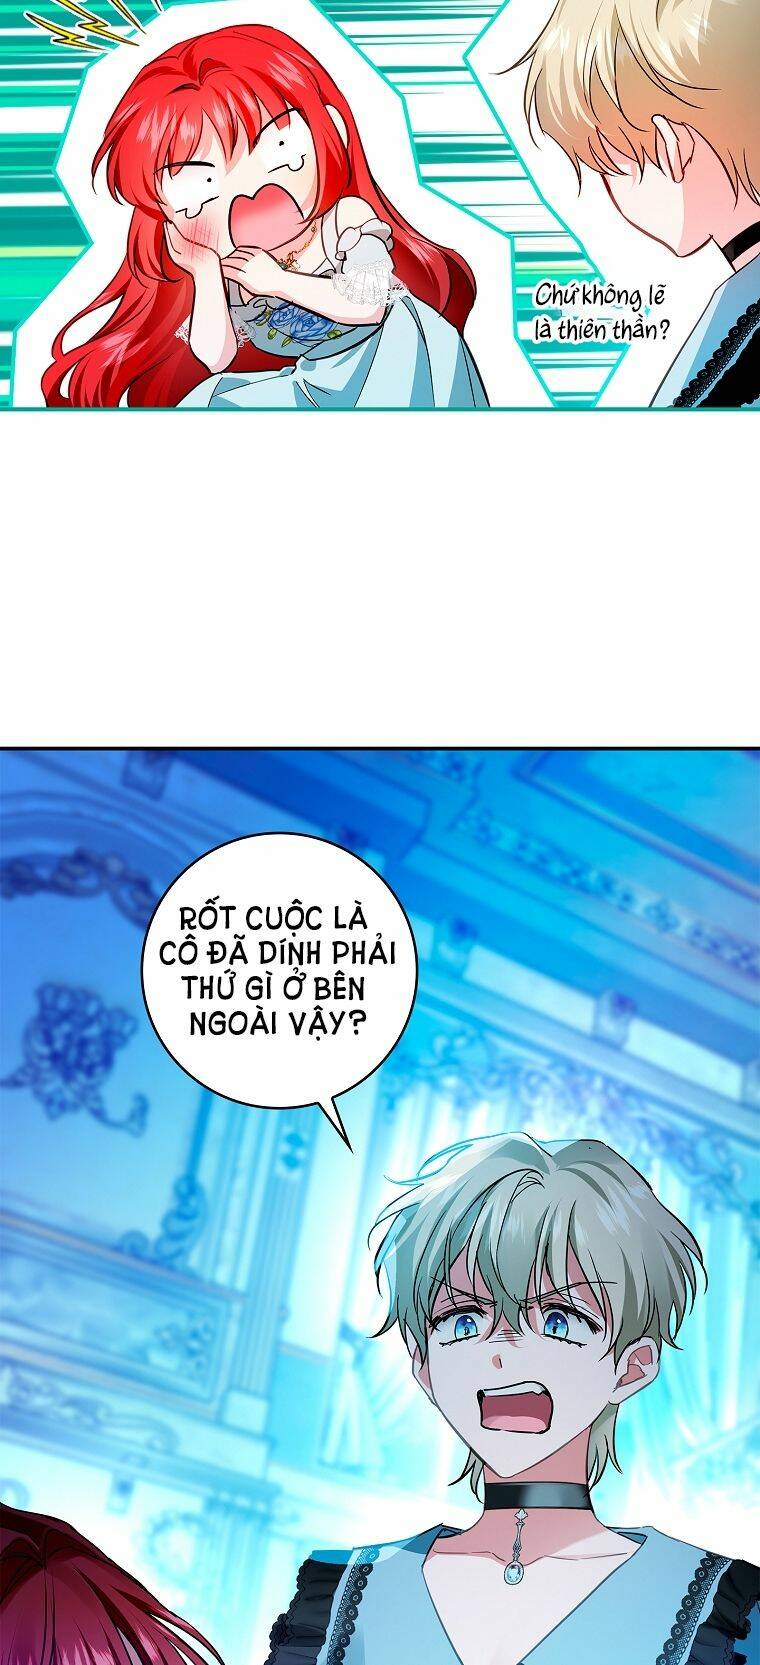 Chứ không lẽ
là thiên thần?
RỐT CUỘC LÀ
CÔ ĐÃ DÍNH PHẢI
THỨ GÌ Ở BÊN
NGOÀI VẬY?